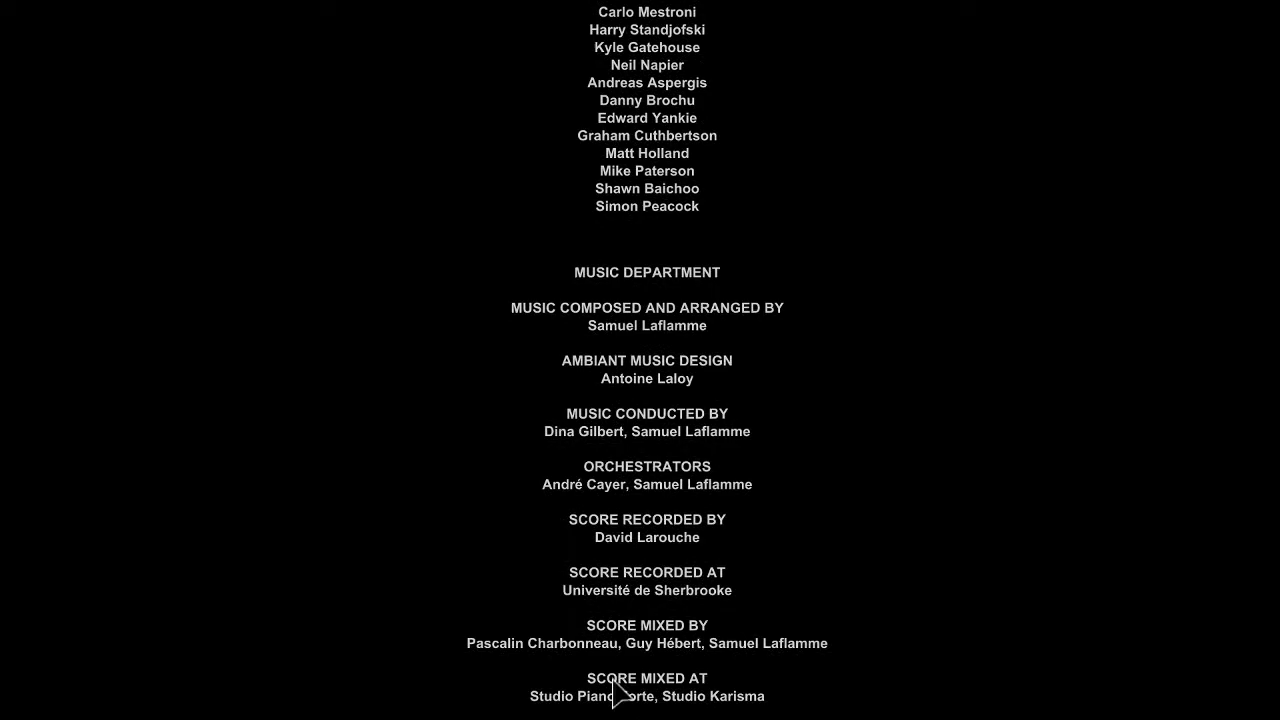 Carlo Mestroni
Harry Standjofski
Kyle Gatehouse
Neil Napier
Andreas Aspergis
Danny Brochu
Edward Yankie
Graham Cuthbertson
Matt Holland
Mike Paterson
Shawn Baichoo
Simon Peacock
MUSIC DEPARTMENT
MUSIC COMPOSED AND ARRANGED BY
Samuel Laflamme
AMBIANT MUSIC DESIGN
Antoine Laloy
MUSIC CONDUCTED BY
Dina Gilbert, Samuel Laflamme
ORCHESTRATORS
André Cayer, Samuel Laflamme
SCORE RECORDED BY
David Larouche
SCORE RECORDED AT
Université de Sherbrooke
SCORE MIXED BY
Pascalin Charbonneau, Guy Hébert, Samuel Laflamme
SCORE MIXED AT
Studio Piano Forte, Studio Karisma